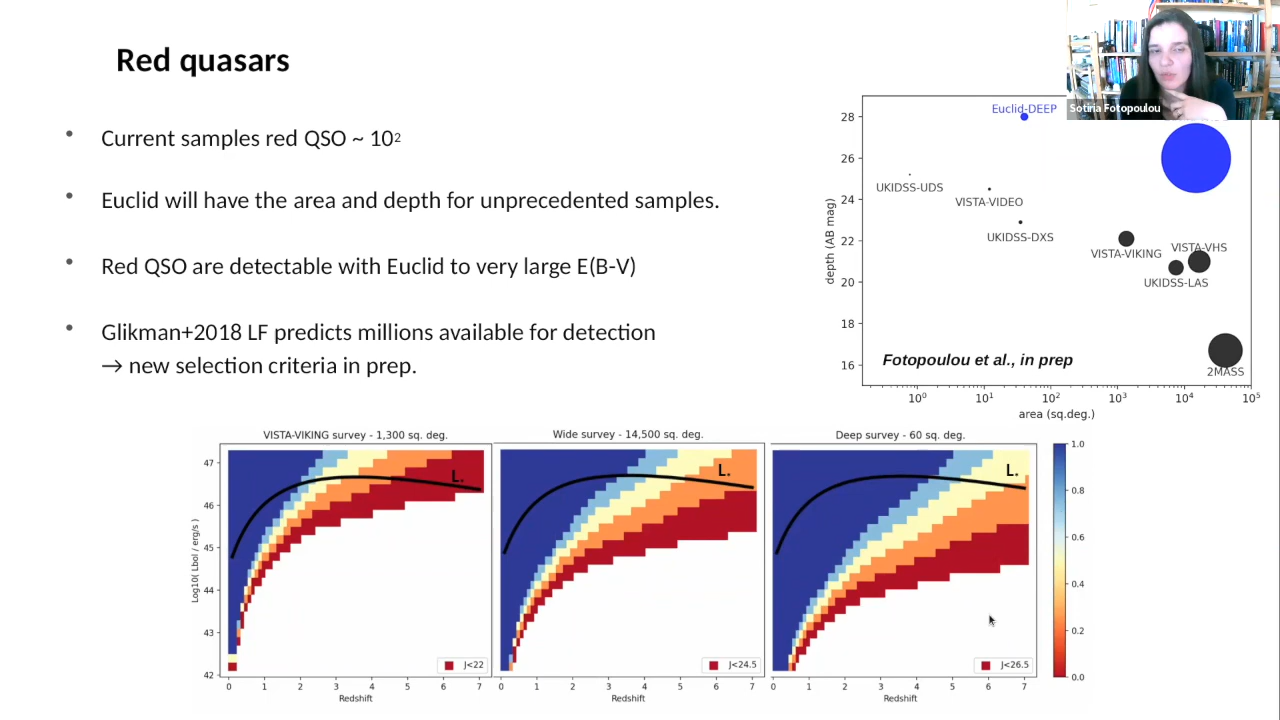 Red quasars
Sotiria Fotopoulou
• Current samples red QSO ~ 10²
• Euclid will have the area and depth for unprecedented samples.
• Red QSO are detectable with Euclid to very large E(B-V)
• Glikman+2018 LF predicts millions available for detection
→ new selection criteria in prep.
28
26
24
22
20
18
16
depth (AB mag)
Euclid-DEEP
UKIDSS-UDS
VISTA-VIDEO
UKIDSS-DXS
VISTA-VIKING
VISTA-VHS
UKIDSS-LAS
2MASS
Fotopoulou et al., in prep
10⁰ 10¹ 10² 10³ 10⁴ 10⁵
area (sq.deg.)
VISTA-VIKING survey - 1,300 sq. deg.
47
46
45
44
43
42
Log10( Lbol / erg/s )
L.
J<22
0 1 2 3 4 5 6 7
Redshift
Wide survey - 14,500 sq. deg.
L.
J<24.5
0 1 2 3 4 5 6 7
Redshift
Deep survey - 60 sq. deg.
L.
J<26.5
0 1 2 3 4 5 6 7
Redshift
1.0
0.8
0.6
0.4
0.2
0.0